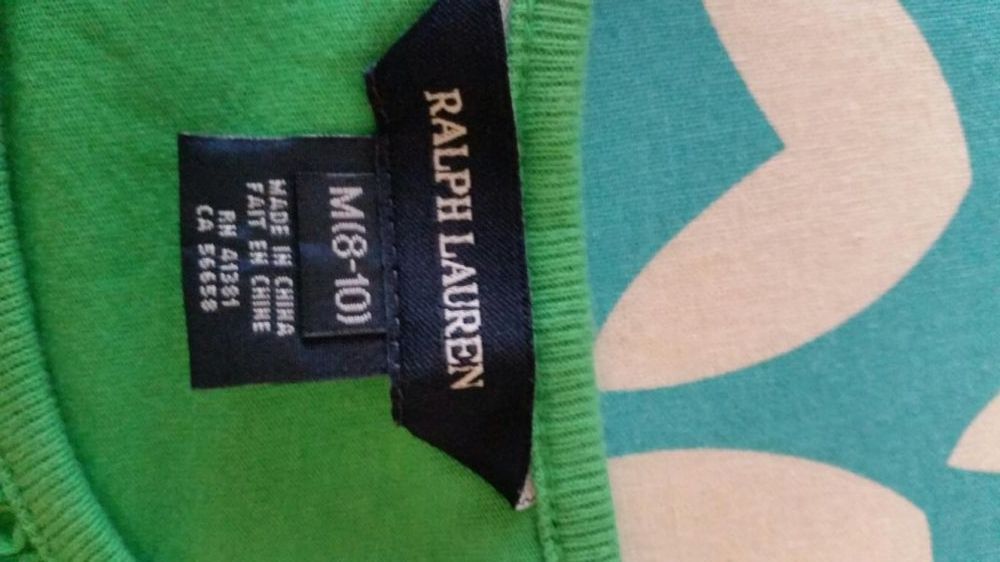 RALPH LAUREN
M(8-10)
MADE IN CHINA
FAIT EN CHINE
RN 41381
CA 56658